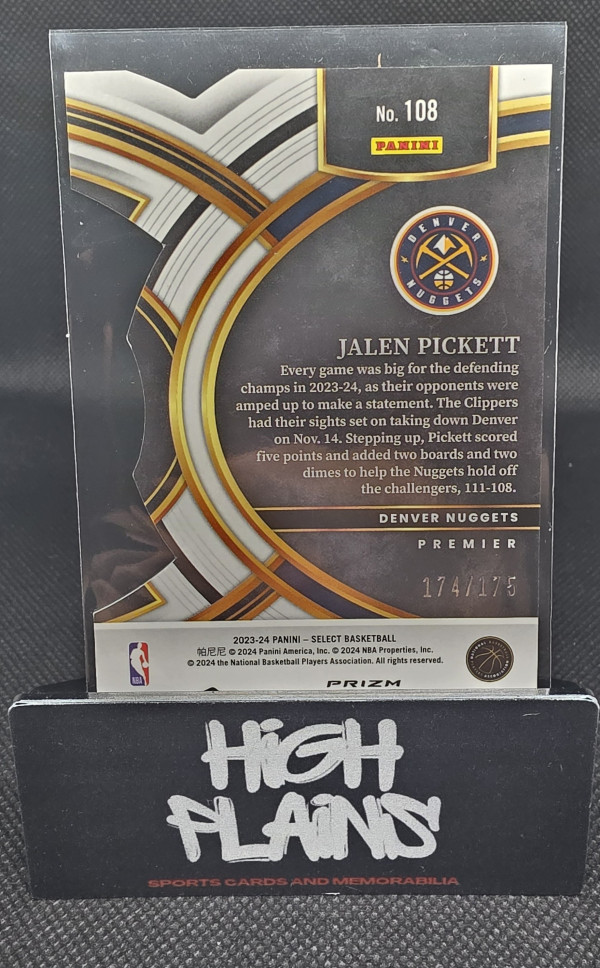 No. 108
PANINI
DENVER
NUGGETS
JALEN PICKETT
Every game was big for the defending
champs in 2023-24, as their opponents were
amped up to make a statement. The Clippers
had their sights set on taking down Denver
on Nov. 14. Stepping up, Pickett scored
five points and added two boards and two
dimes to help the Nuggets hold off
the challengers, 111-108.
DENVER NUGGETS
PREMIER
174/175
2023-24 PANINI – SELECT BASKETBALL
帕尼尼 © 2024 Panini America, Inc. © 2024 NBA Properties, Inc.
© 2024 the National Basketball Players Association. All rights reserved.
NBA
PRIZM
HiGH
PLAiNS
SPORTS CARDS AND MEMORABILIA